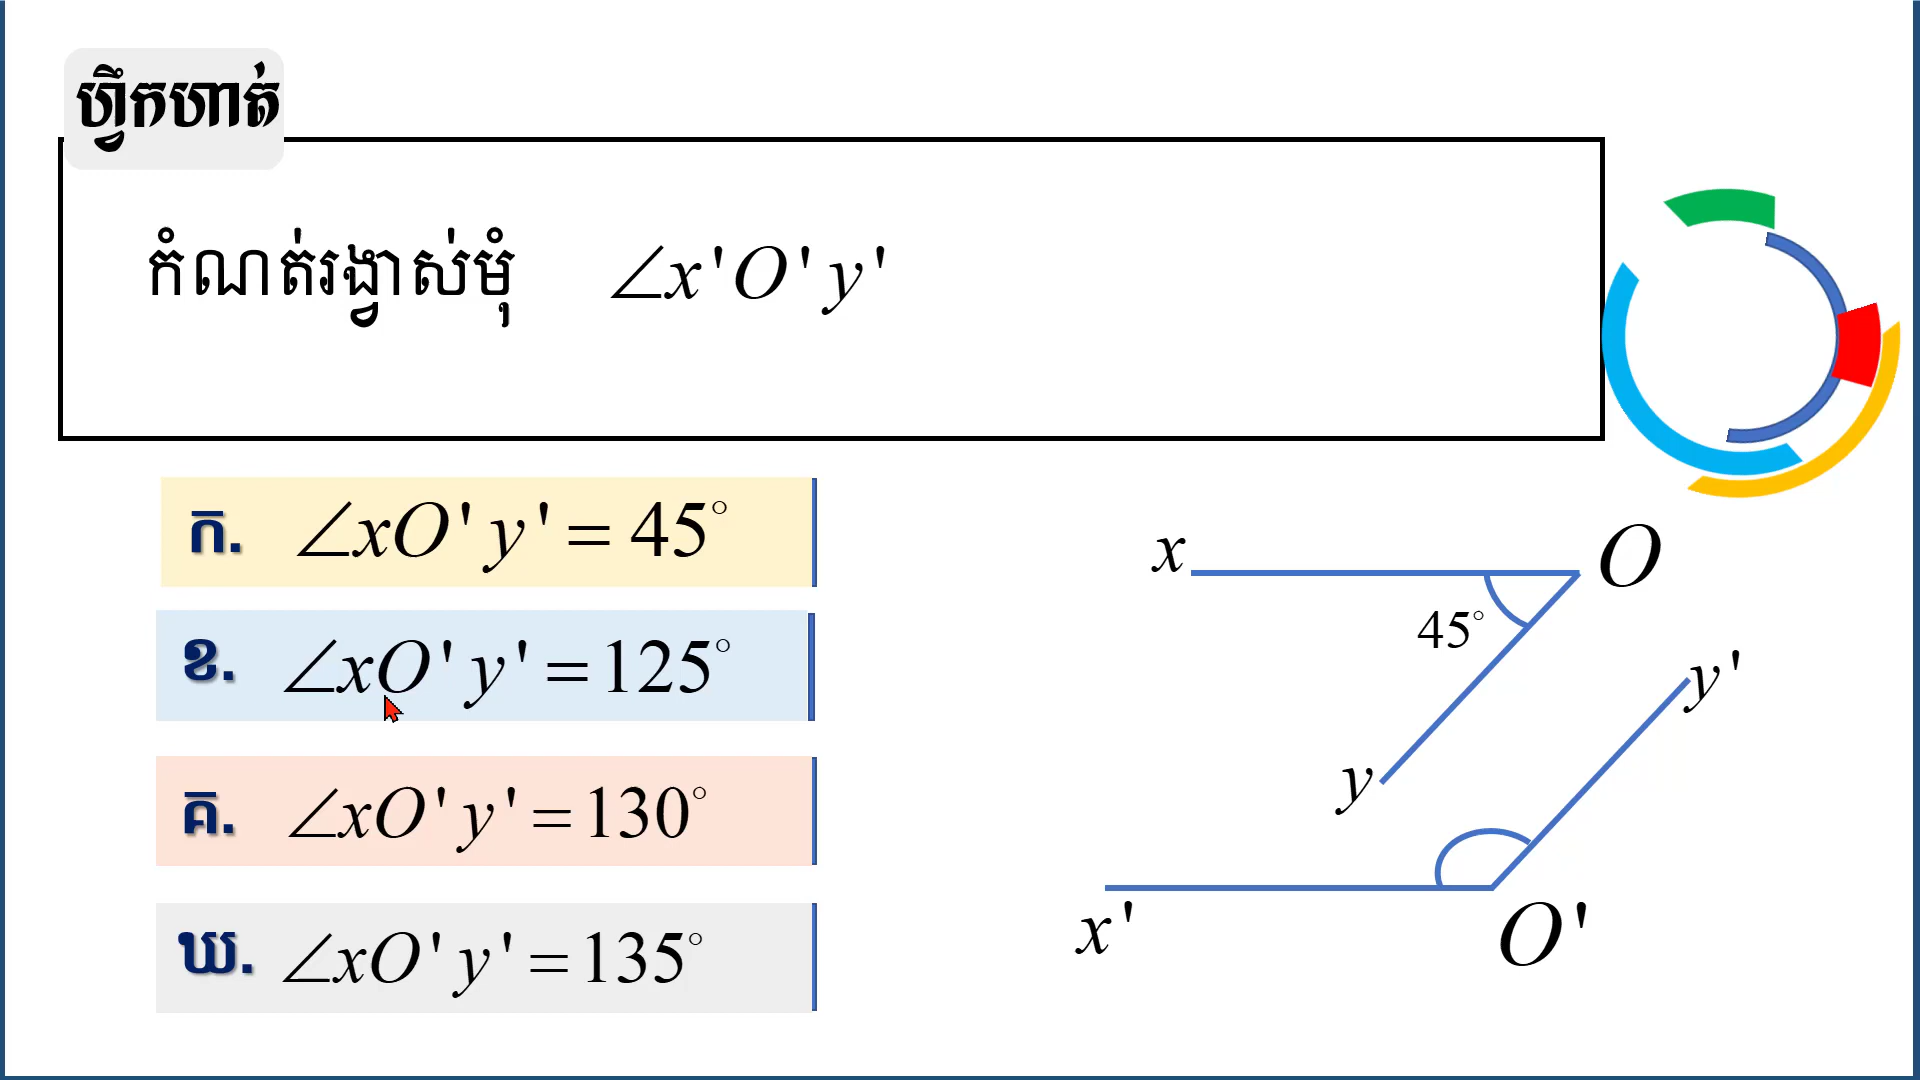 ហ្វឹកហាត់
កំណត់រង្វាស់មុំ ∠x'O'y'
ក. ∠xO'y' = 45°
ខ. ∠xO'y' = 125°
គ. ∠xO'y' = 130°
ឃ. ∠xO'y' = 135°
x
O
45°
y'
y
x'
O'